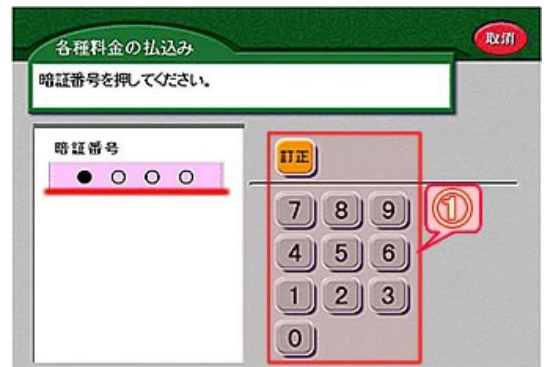 各種料金の払込み
取消
暗証番号を押してください。
暗証番号
訂正
7 8 9
①
4 5 6
1 2 3
0